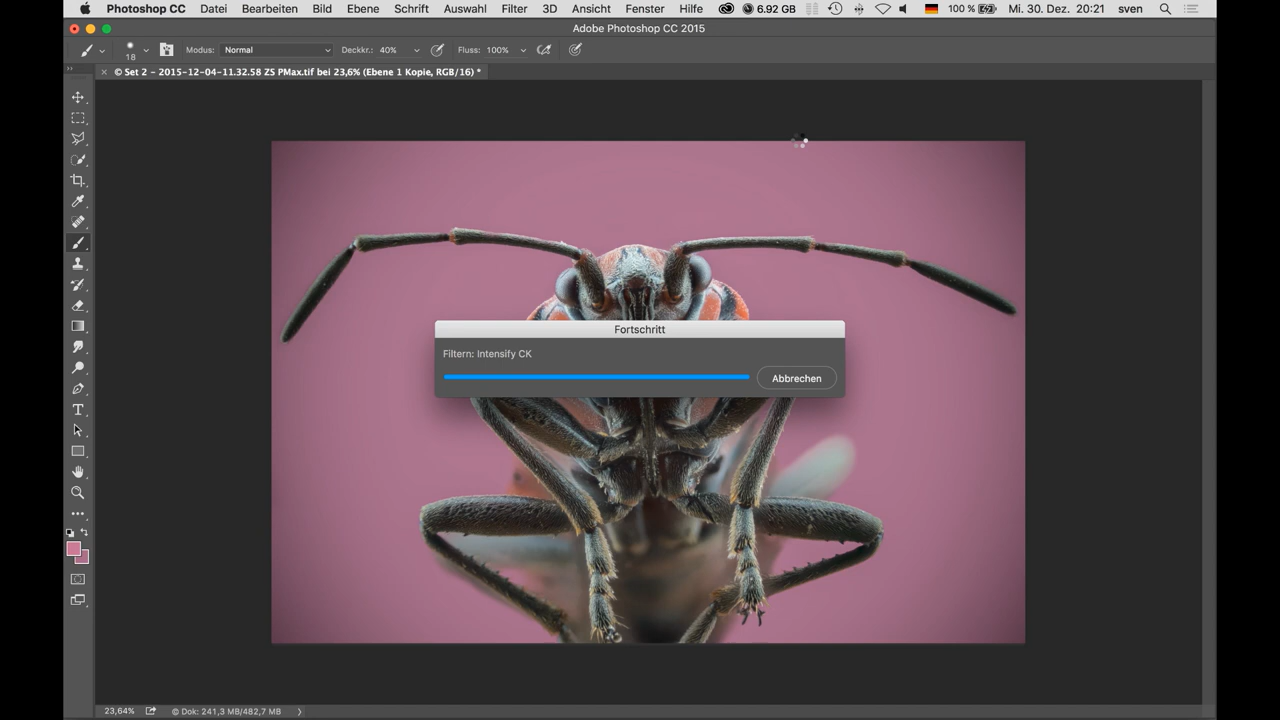 Photoshop CC Datei Bearbeiten Bild Ebene Schrift Auswahl Filter 3D Ansicht Fenster Hilfe 6.92 GB 100 % Mi. 30. Dez. 20:21 sven
Adobe Photoshop CC 2015
18 Modus: Normal Deckkr.: 40% Fluss: 100%
× © Set 2 - 2015-12-04-11.32.58 ZS PMax.tif bei 23,6% (Ebene 1 Kopie, RGB/16) *
Fortschritt
Filtern: Intensify CK
Abbrechen
T
23,64% © Dok: 241,3 MB/482,7 MB